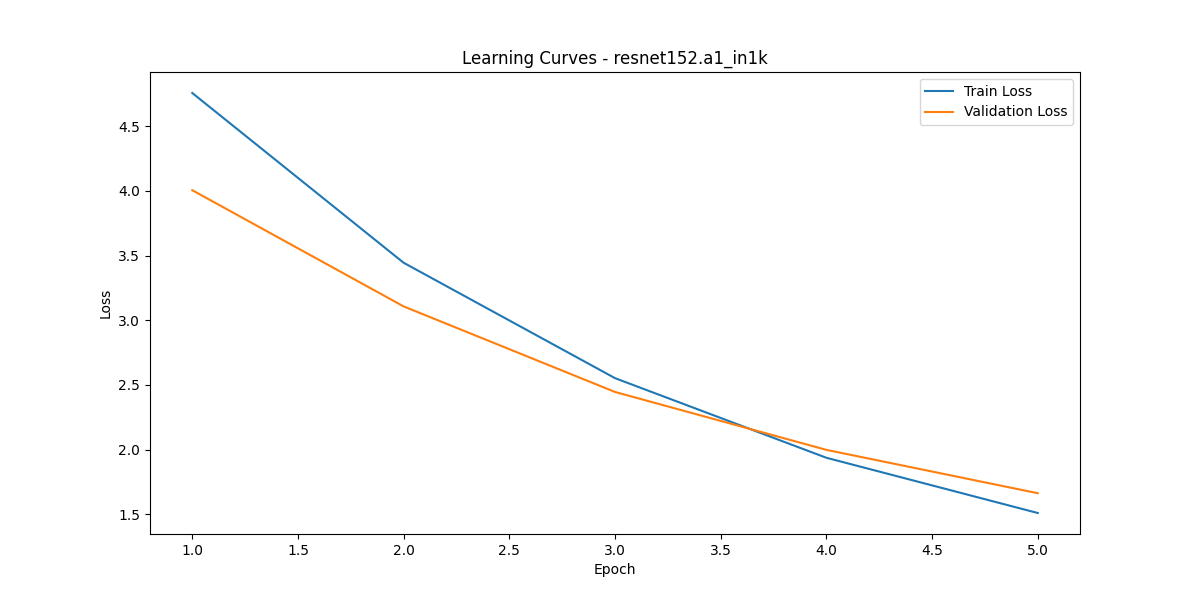 Learning Curves - resnet152.a1_in1k
Train Loss
Validation Loss
4.5
4.0
3.5
3.0
2.5
2.0
1.5
Loss
1.0 1.5 2.0 2.5 3.0 3.5 4.0 4.5 5.0
Epoch